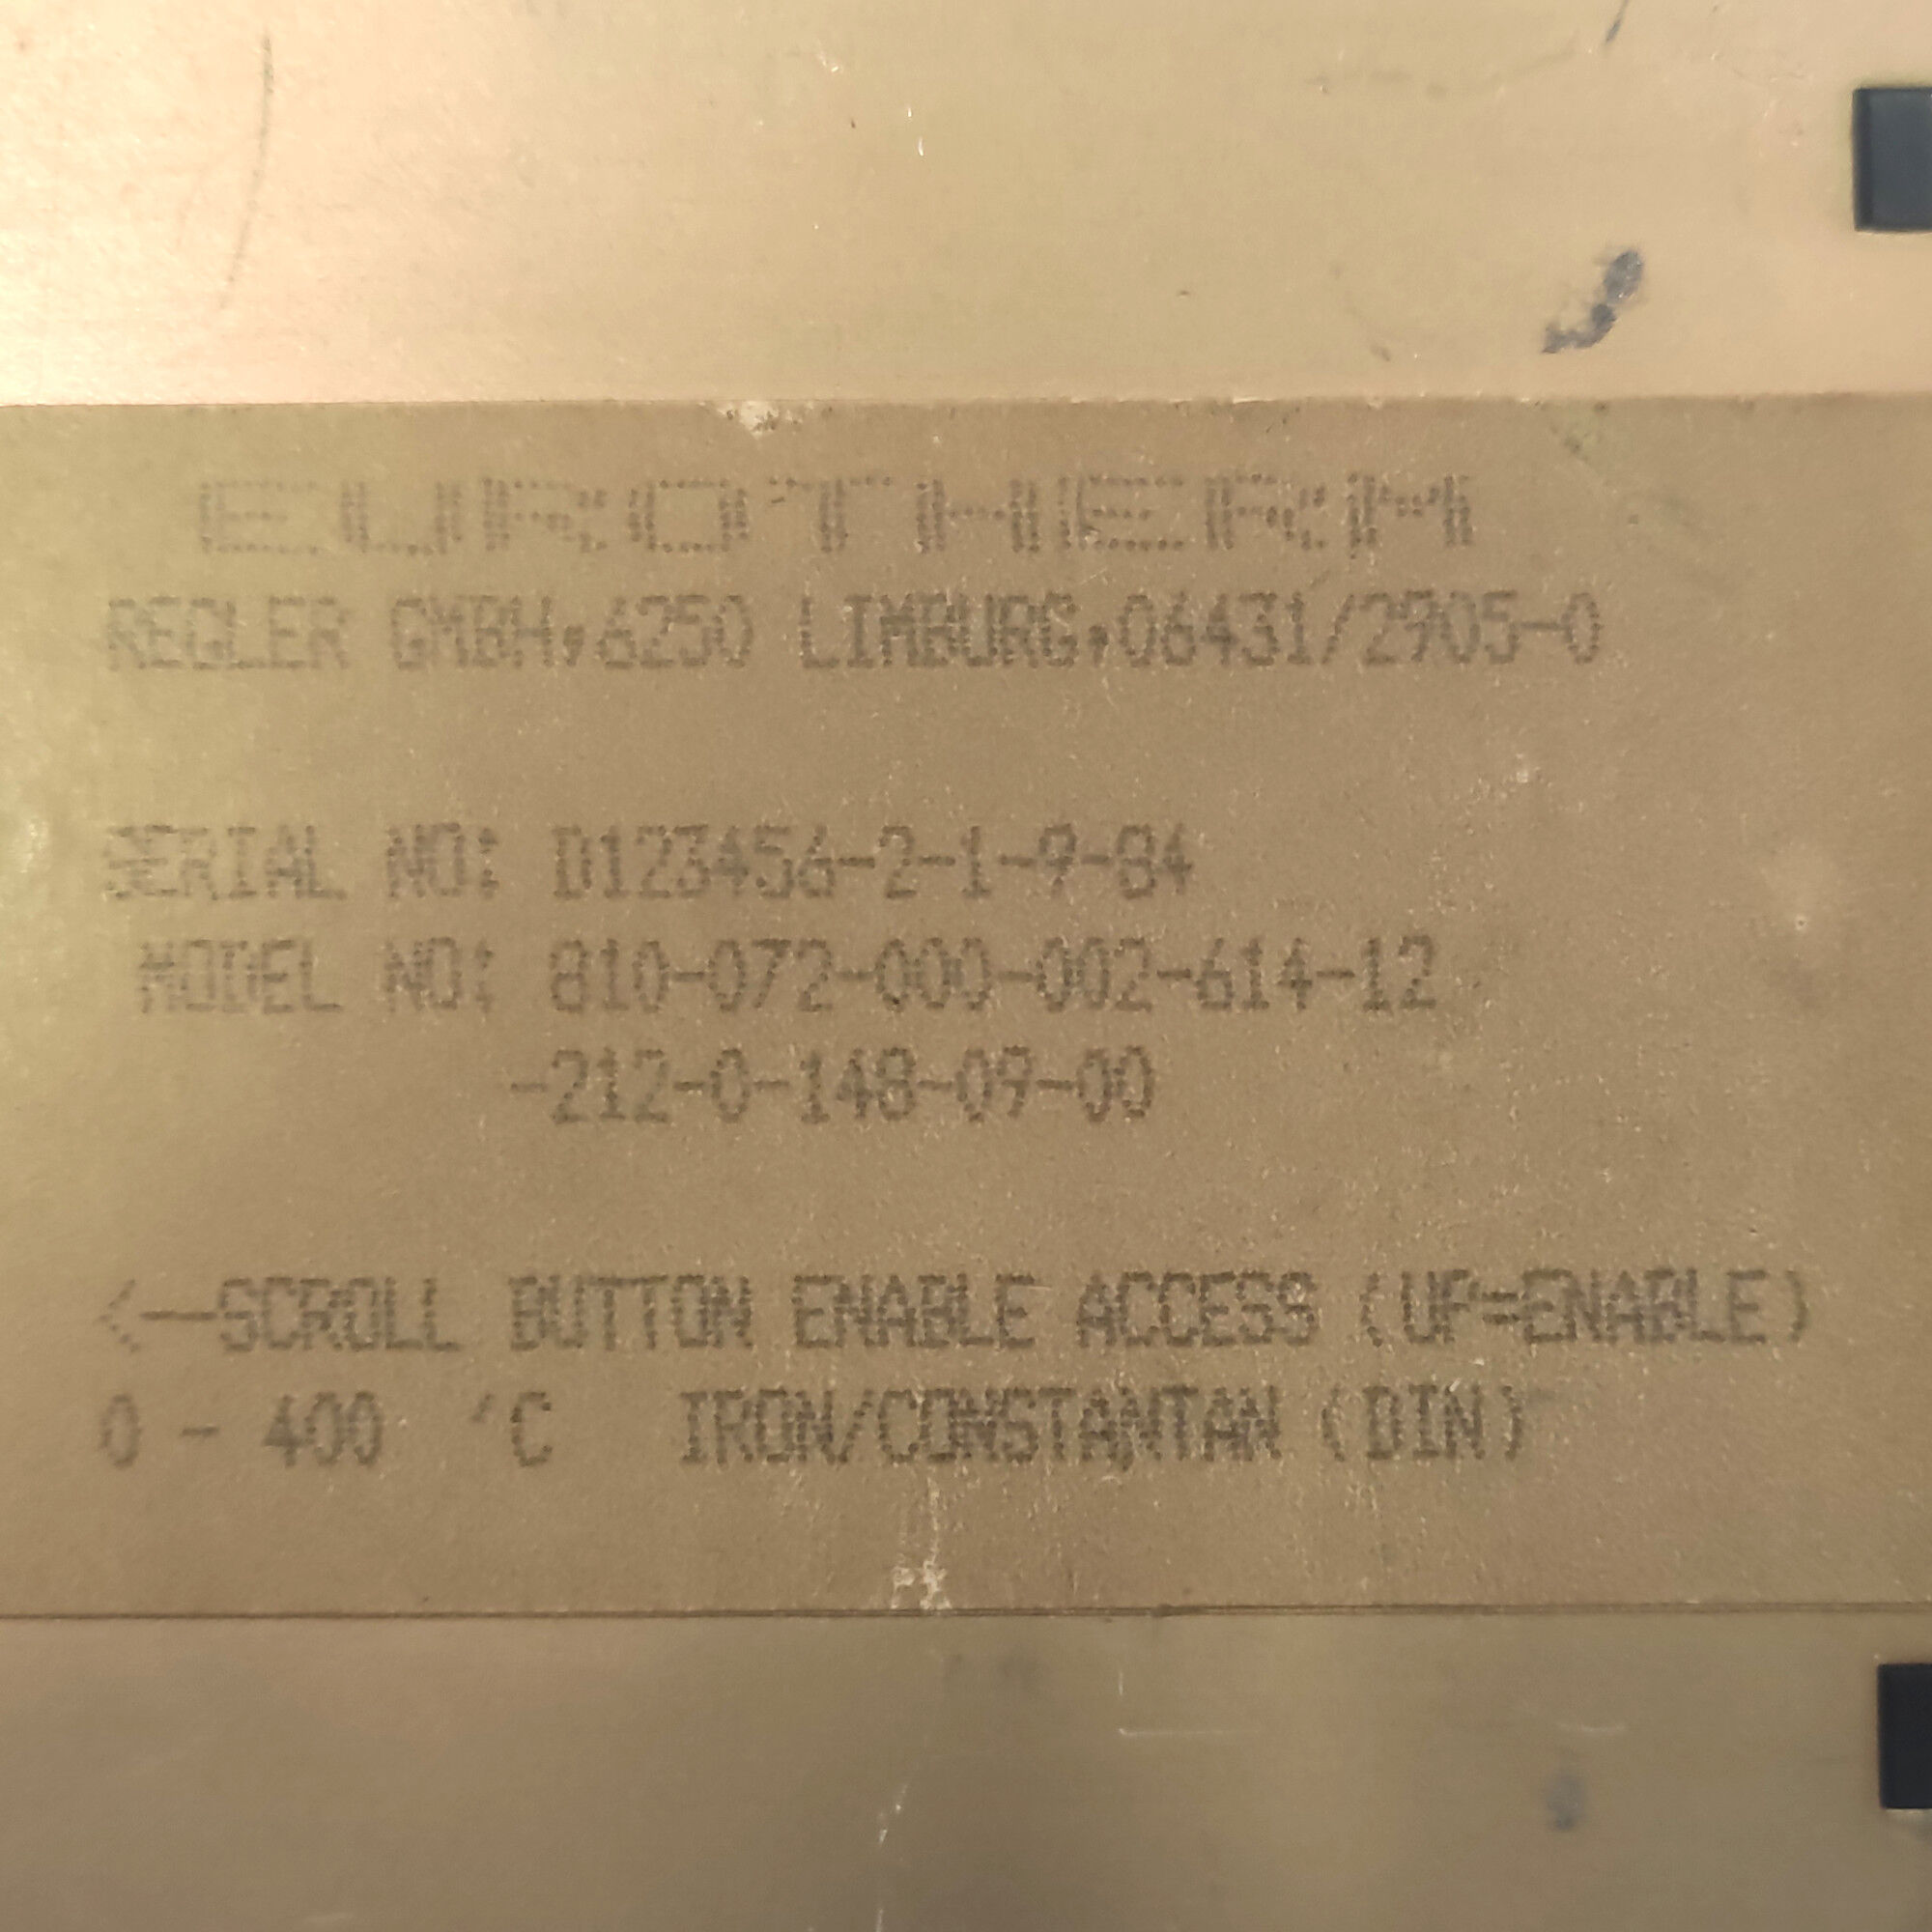 EUROTHERM
REGLER GMBH,6250 LIMBURG,06431/2905-0
SERIAL NO: D123456-2-1-9-84
MODEL NO: 810-072-000-002-614-12
-212-0-148-09-00
<--SCROLL BUTTON ENABLE ACCESS (UP=ENABLE)
0 - 400 'C IRON/CONSTANTAN (DIN)